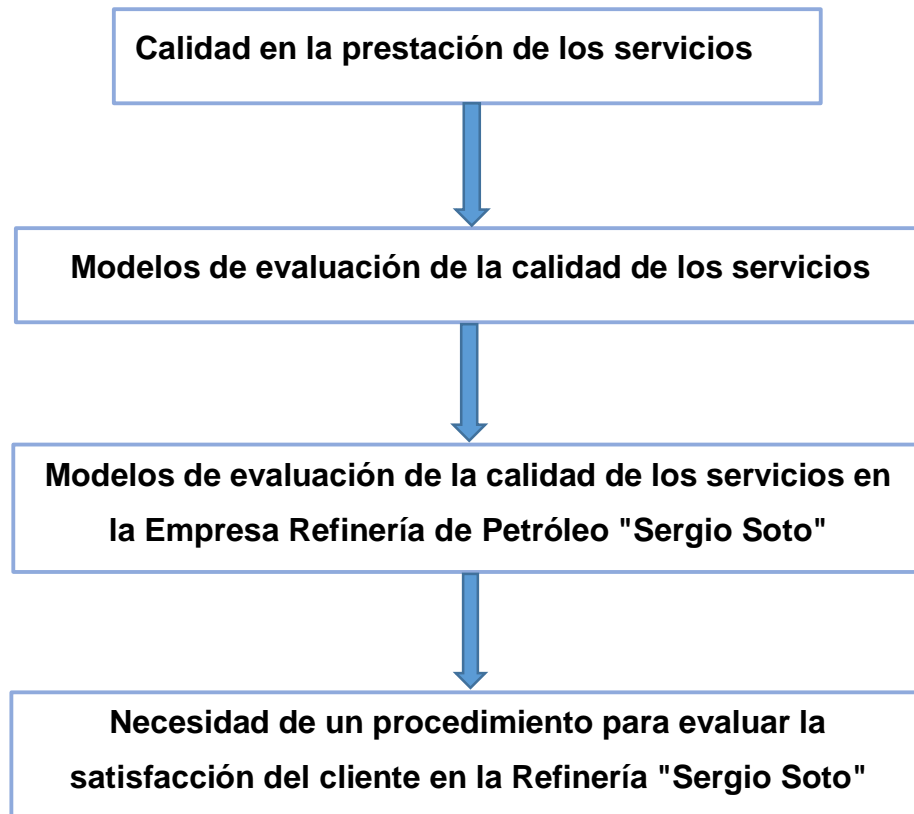 Calidad en la prestación de los servicios
Modelos de evaluación de la calidad de los servicios
Modelos de evaluación de la calidad de los servicios en
la Empresa Refinería de Petróleo "Sergio Soto"
Necesidad de un procedimiento para evaluar la
satisfacción del cliente en la Refinería "Sergio Soto"